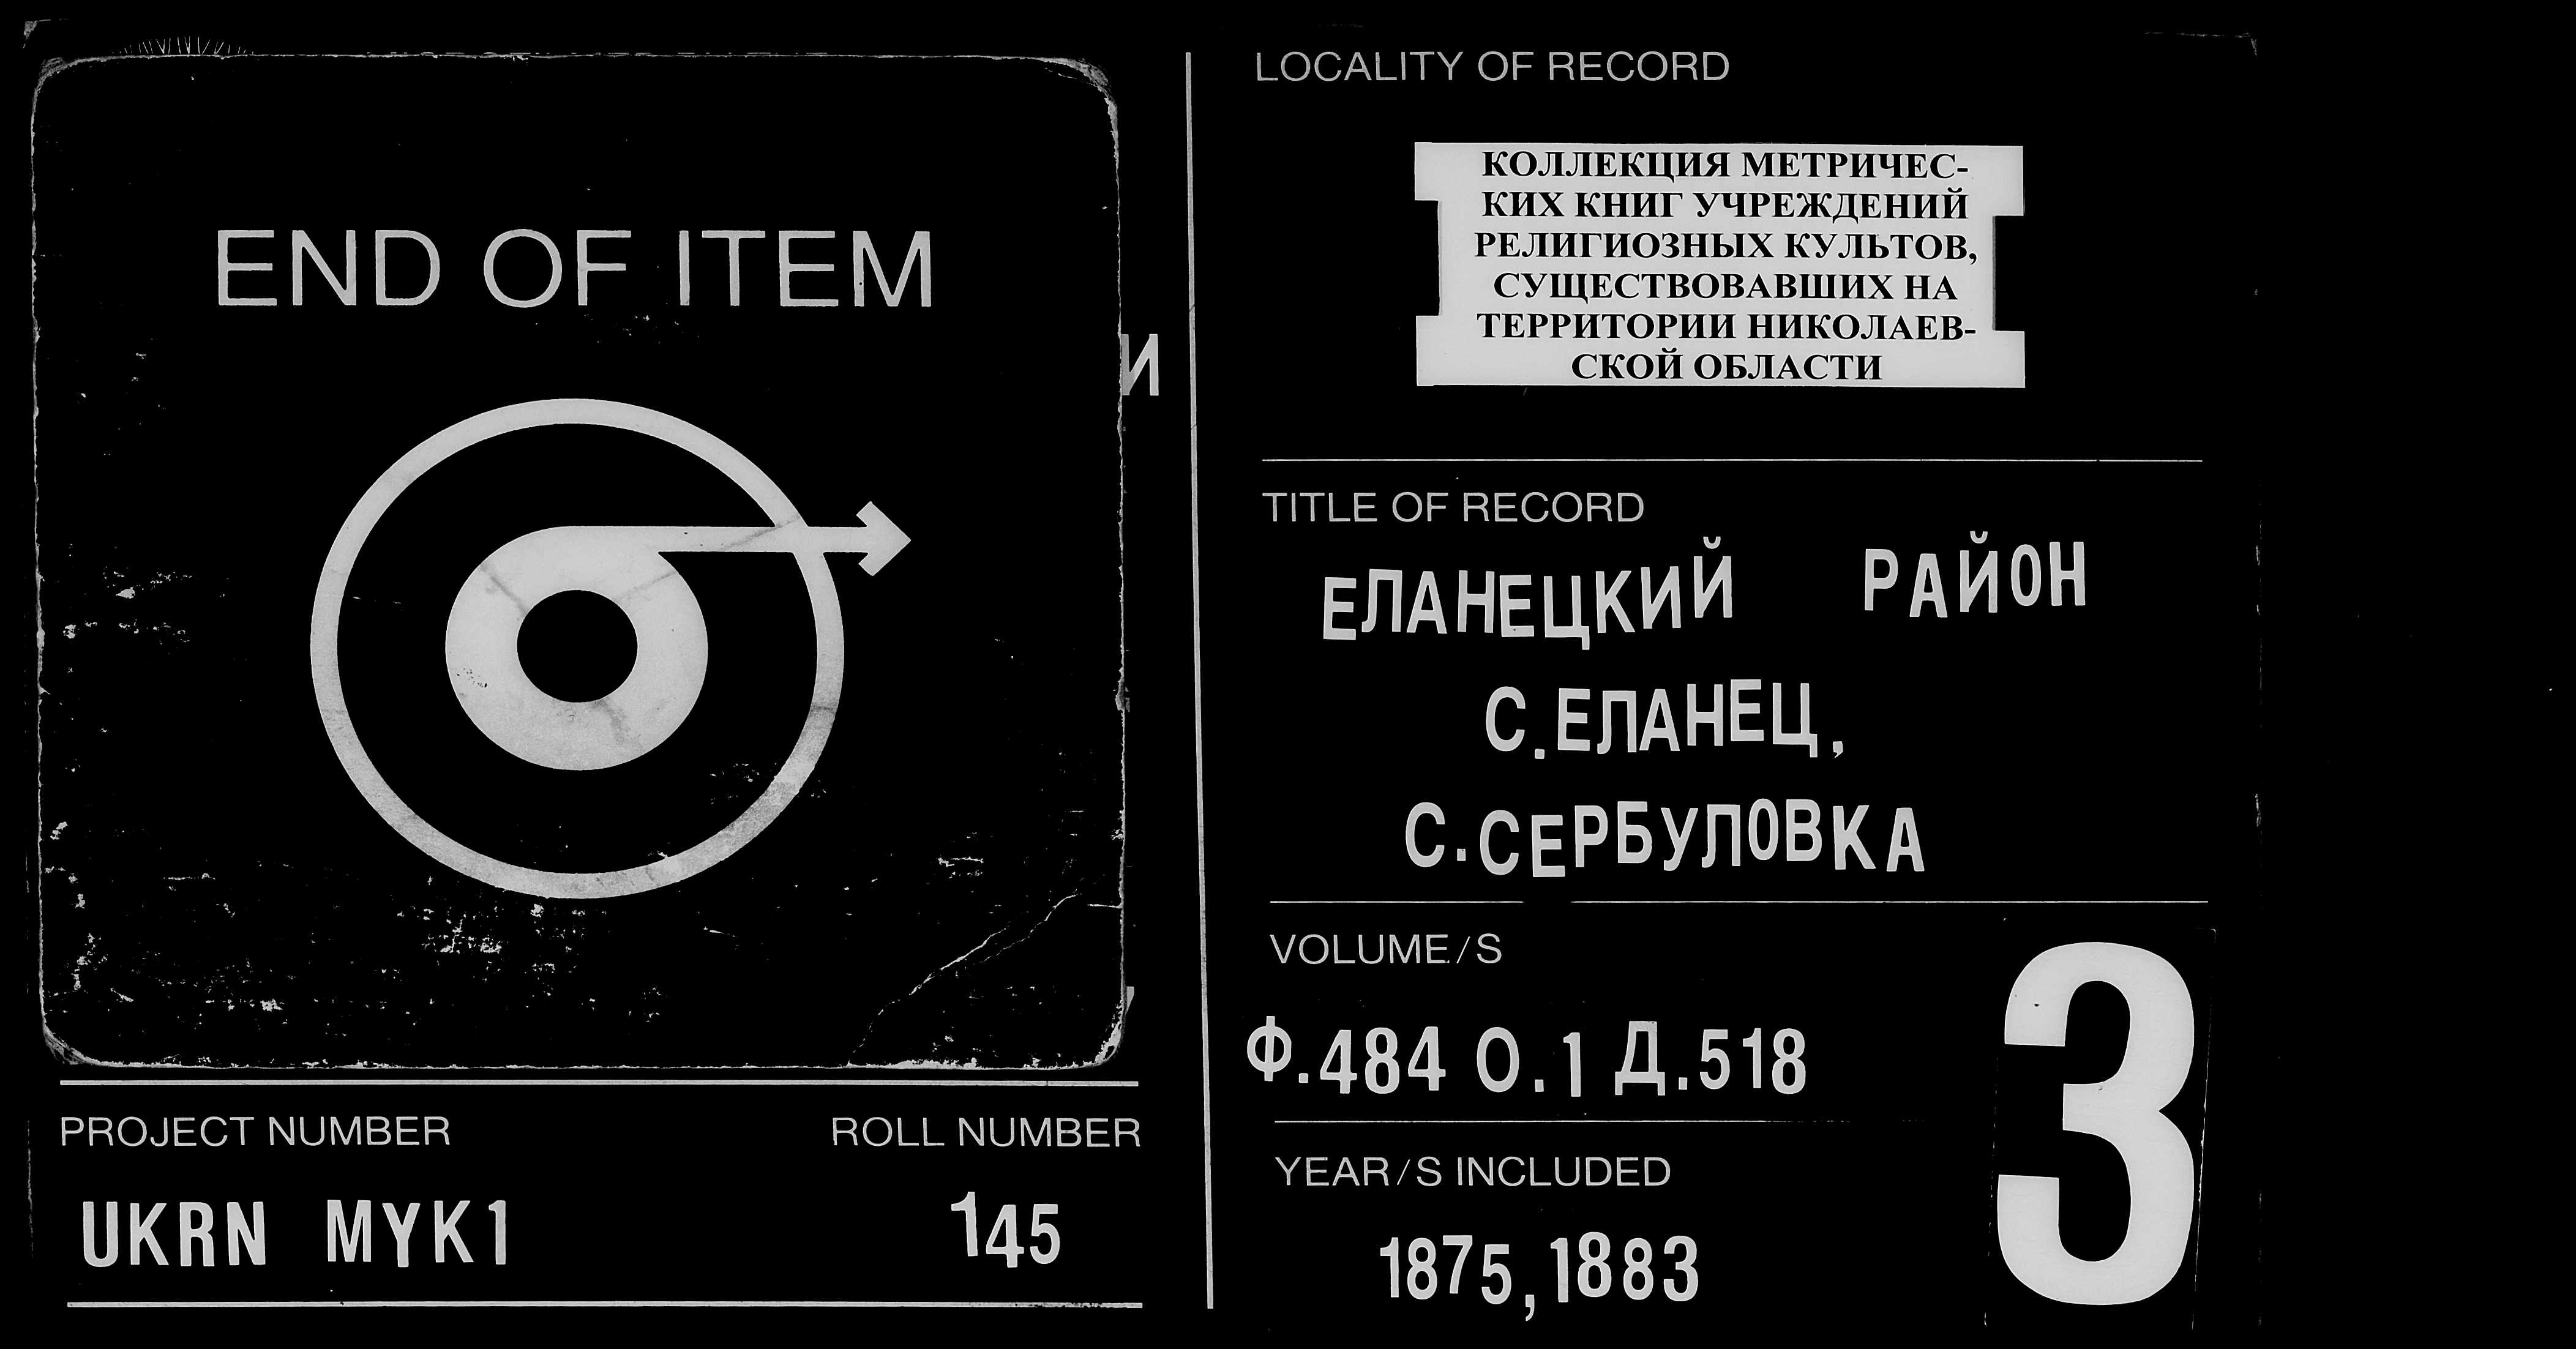 END OF ITEM
И
PROJECT NUMBER
ROLL NUMBER
UKRN MYK1
145
LOCALITY OF RECORD
КОЛЛЕКЦИЯ МЕТРИЧЕС-
КИХ КНИГ УЧРЕЖДЕНИЙ
РЕЛИГИОЗНЫХ КУЛЬТОВ,
СУЩЕСТВОВАВШИХ НА
ТЕРРИТОРИИ НИКОЛАЕВ-
СКОЙ ОБЛАСТИ
TITLE OF RECORD
ЕЛАНЕЦКИЙ РАЙОН
С.ЕЛАНЕЦ,
С.СЕРБУЛОВКА
VOLUME/S
Ф.484 О.1 Д.518
YEAR/S INCLUDED
1875,1883
3